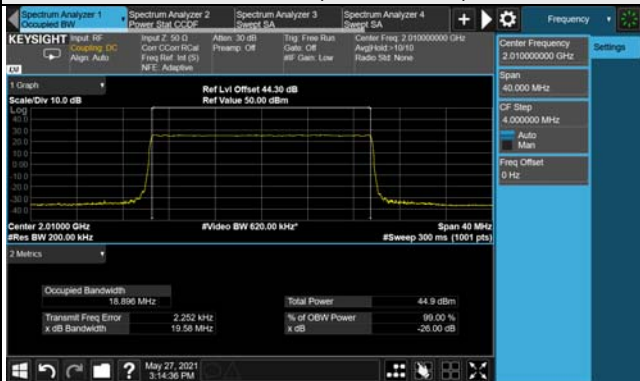 Spectrum Analyzer 1
Occupied BW
Spectrum Analyzer 2
Power Stat CCDF
Spectrum Analyzer 3
Swept SA
Spectrum Analyzer 4
Swept SA
+
Frequency
KEYSIGHT
Input: RF
Coupling: DC
Align: Auto
Input Z: 50 Ω
Corr CCorr RCal
Freq Ref: Int (S)
NFE: Adaptive
Atten: 30 dB
Preamp: Off
Trig: Free Run
Gate: Off
#IF Gain: Low
Center Freq: 2.010000000 GHz
Avg|Hold:>10/10
Radio Std: None
Center Frequency
2.010000000 GHz
Settings
Span
40.000 MHz
CF Step
4.000000 MHz
Auto
Man
Freq Offset
0 Hz
1 Graph
Scale/Div 10.0 dB
Ref Lvl Offset 44.30 dB
Ref Value 50.00 dBm
Log
40.0
30.0
20.0
10.0
0.00
-10.0
-20.0
-30.0
-40.0
Center 2.01000 GHz
#Res BW 200.00 kHz
#Video BW 620.00 kHz*
Span 40 MHz
#Sweep 300 ms (1001 pts)
2 Metrics
Occupied Bandwidth
18.896 MHz
Total Power 44.9 dBm
Transmit Freq Error 2.252 kHz
% of OBW Power 99.00 %
x dB Bandwidth 19.58 MHz
x dB -26.00 dB
?
May 27, 2021
3:14:36 PM